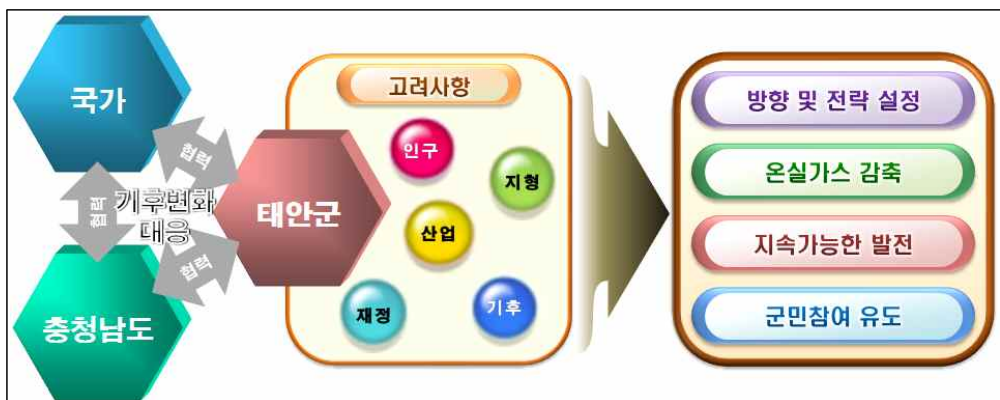 국가
협력
협력
기후변화
대응
협력
충청남도
태안군
고려사항
인구
지형
산업
재정
기후
방향 및 전략 설정
온실가스 감축
지속가능한 발전
군민참여 유도